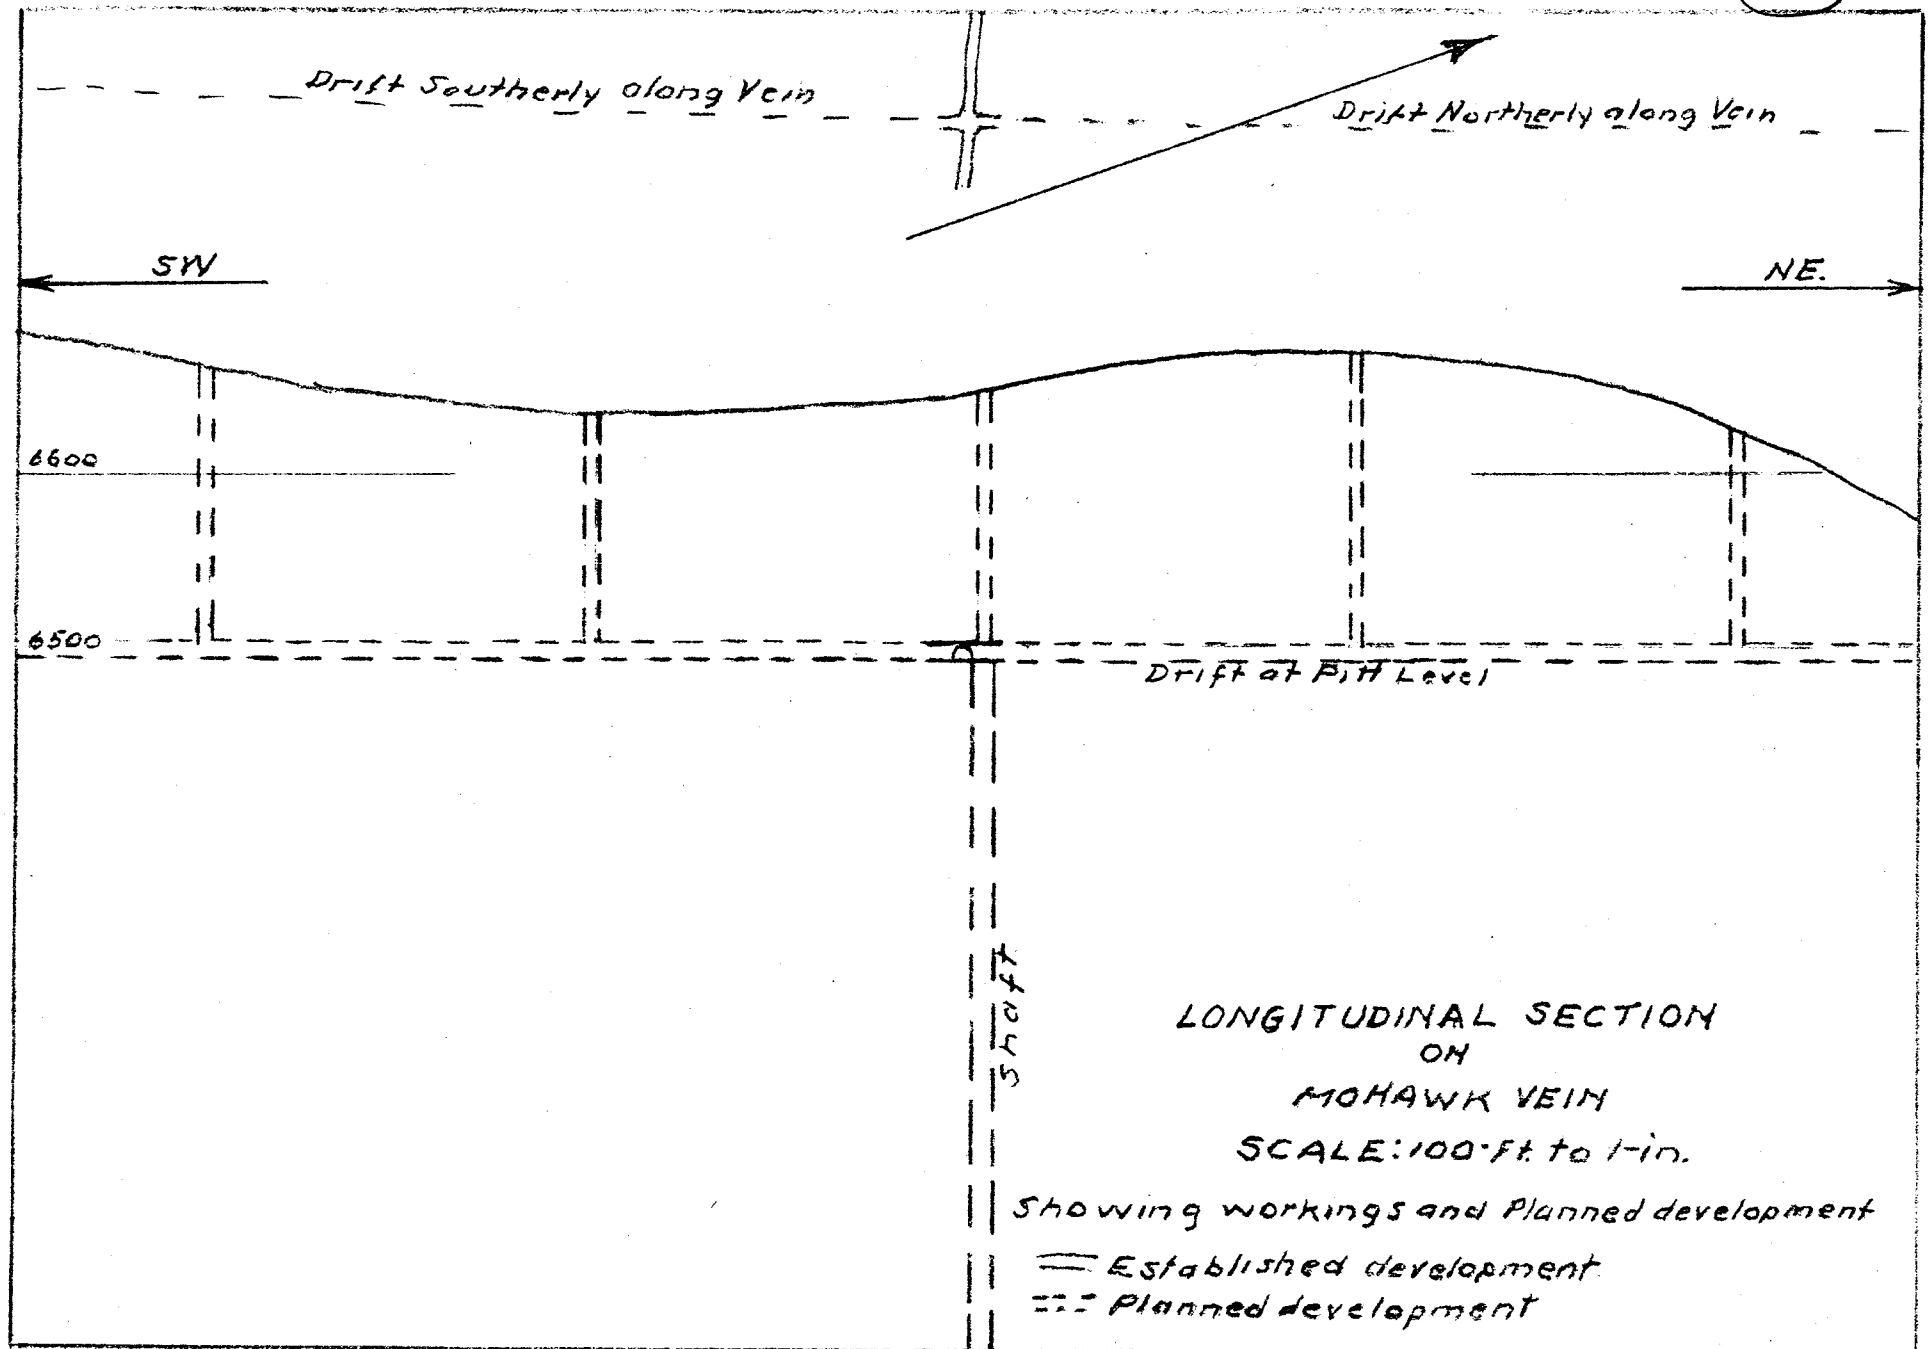 Drift Southerly along Vein
Drift Northerly along Vein
SW
NE.
6600
6500
Drift at Pitt Level
Shaft
LONGITUDINAL SECTION
ON
MOHAWK VEIN
SCALE: 100-Ft. to 1-in.
Showing workings and Planned development
Established development
Planned development